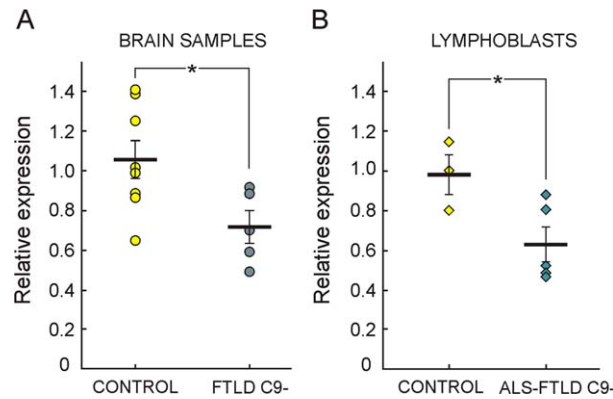 A
BRAIN SAMPLES
*
Relative expression
1.4
1.2
1.0
0.8
0.6
0.4
0.2
0
CONTROL FTLD C9-
B
LYMPHOBLASTS
*
Relative expression
1.4
1.2
1.0
0.8
0.6
0.4
0.2
0
CONTROL ALS-FTLD C9-